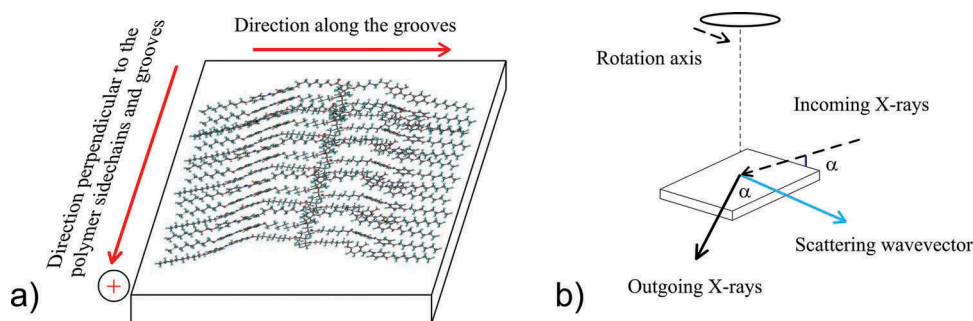 Direction along the grooves
Direction perpendicular to the
polymer sidechains and grooves
+
a)
Rotation axis
Incoming X-rays
α
α
Scattering wavevector
Outgoing X-rays
b)